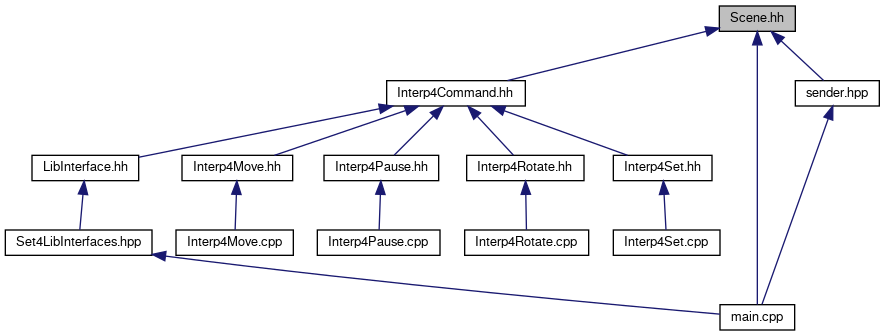 Scene.hh
Interp4Command.hh
sender.hpp
LibInterface.hh
Interp4Move.hh
Interp4Pause.hh
Interp4Rotate.hh
Interp4Set.hh
Set4LibInterfaces.hpp
Interp4Move.cpp
Interp4Pause.cpp
Interp4Rotate.cpp
Interp4Set.cpp
main.cpp